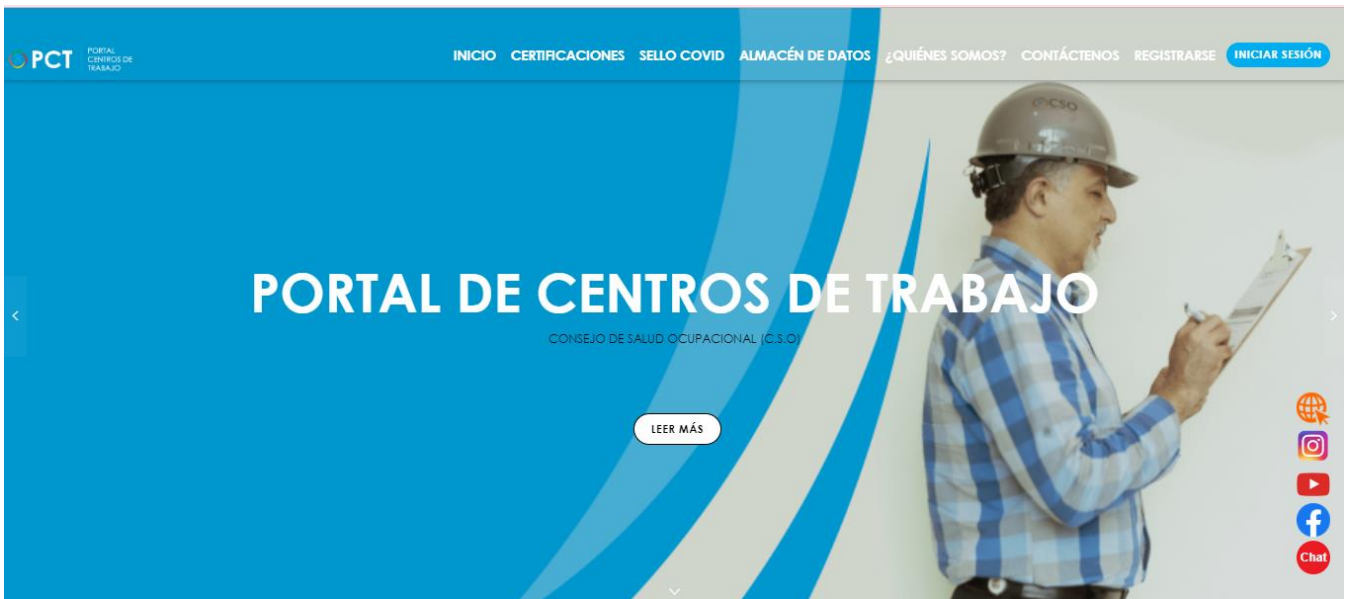 PCT
PORTAL
CENTROS DE
TRABAJO
INICIO CERTIFICACIONES SELLO COVID ALMACÉN DE DATOS ¿QUIÉNES SOMOS? CONTÁCTENOS REGISTRARSE INICIAR SESIÓN
CSO
PORTAL DE CENTROS DE TRABAJO
CONSEJO DE SALUD OCUPACIONAL (C.S.O)
LEER MÁS
Chat